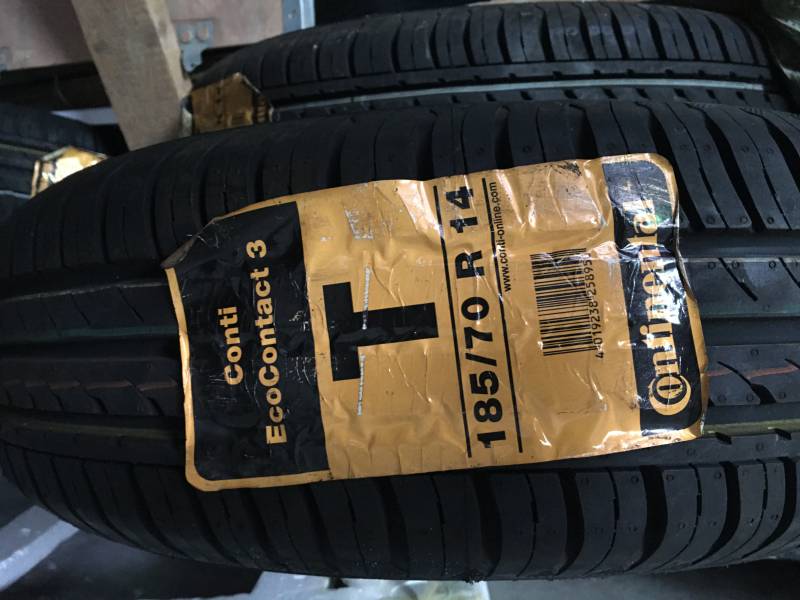 Conti
EcoContact 3
T
185/70 R 14
www.conti-online.com
Continental